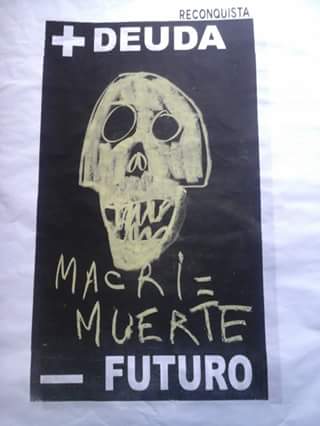 RECONQUISTA
+ DEUDA
MACRI=
MUERTE
— FUTURO